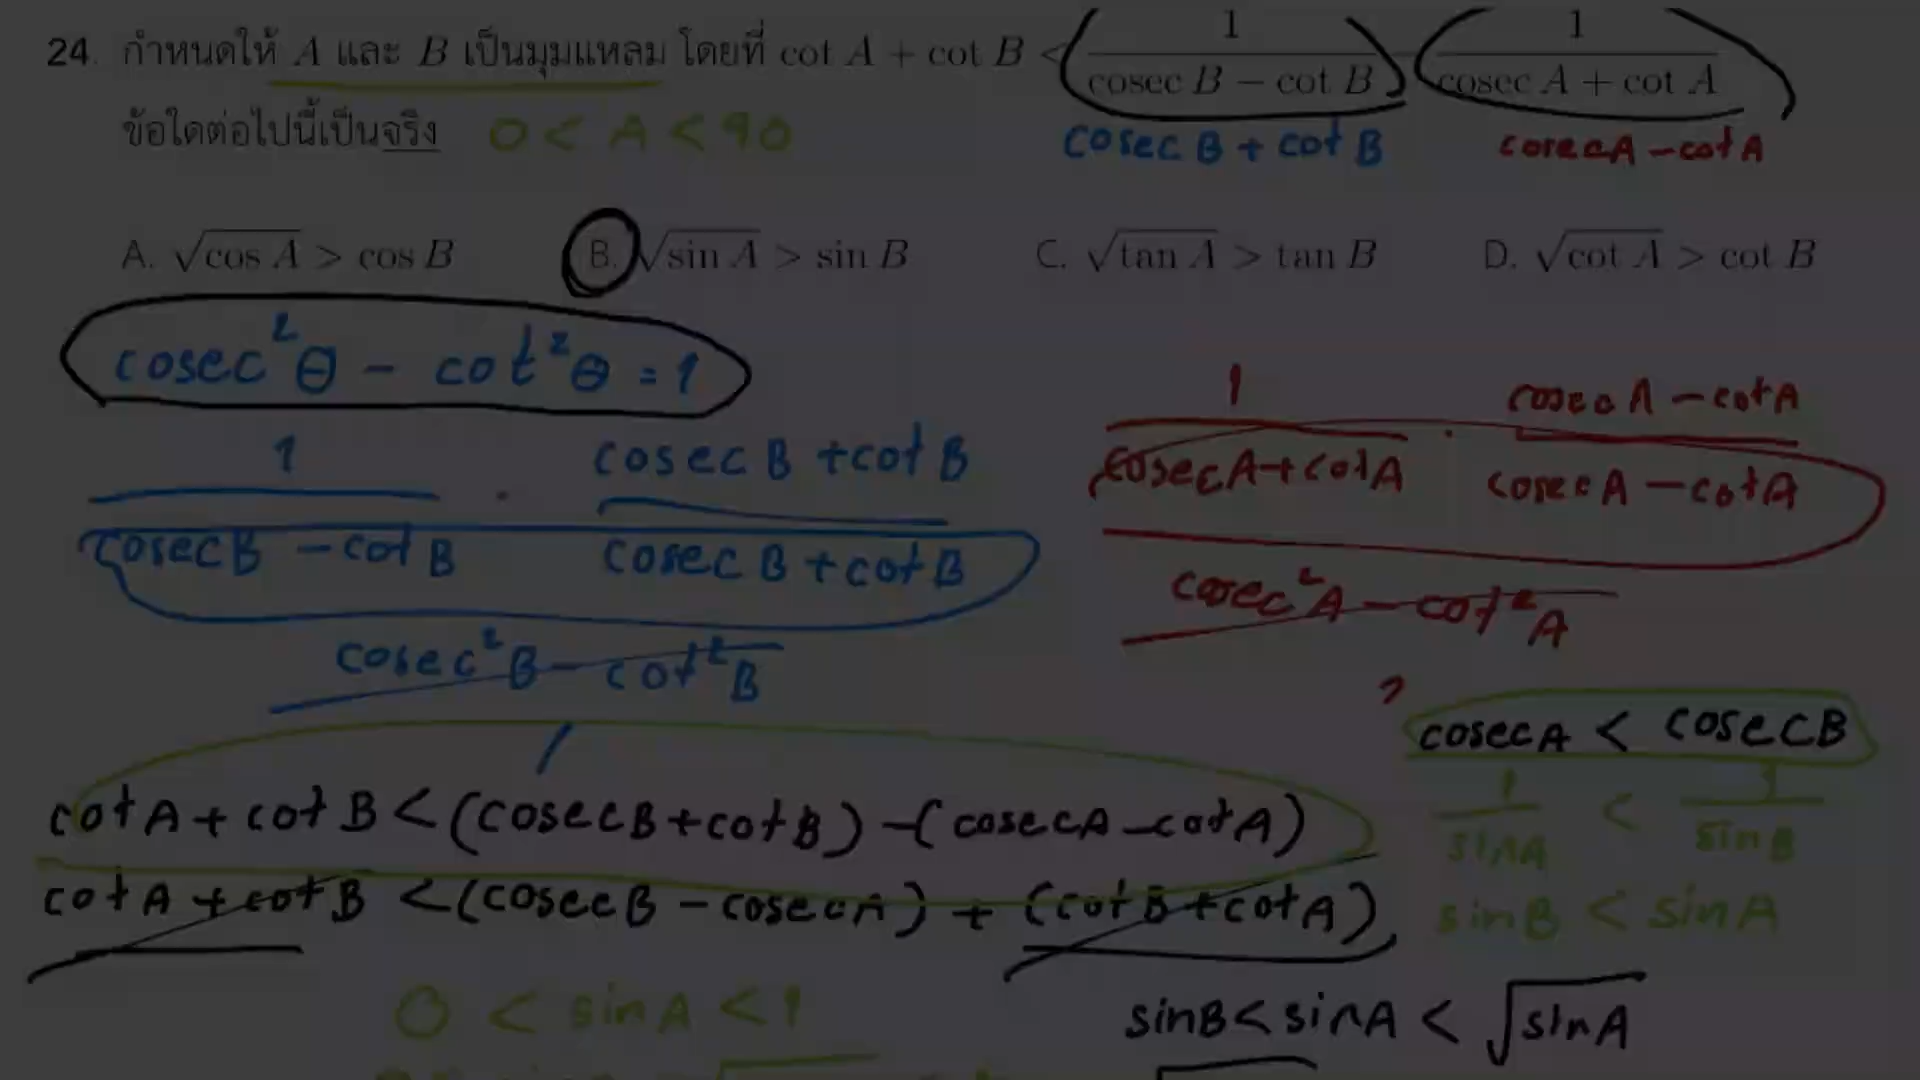 24. กำหนดให้ A และ B เป็นมุมแหลม โดยที่ cot A + cot B < 1/(cosec B − cot B) − 1/(cosec A + cot A)
ข้อใดต่อไปนี้เป็นจริง 0 < A < 90 cosec B + cot B cosec A − cot A
A. √cos A > cos B B. √sin A > sin B C. √tan A > tan B D. √cot A > cot B
cosec²θ − cot²θ = 1
1/(cosec B − cot B) · (cosec B + cot B)/(cosec B + cot B)
cosec²B − cot²B
1
1/(cosec A + cot A) · (cosec A − cot A)/(cosec A − cot A)
cosec²A − cot²A
cot A + cot B < (cosec B + cot B) − (cosec A − cot A)
cot A + cot B < (cosec B − cosec A) + (cot B + cot A)
cosec A < cosec B
1/sin A < 1/sin B
sin B < sin A
0 < sin A < 1
sin B < sin A < √sin A